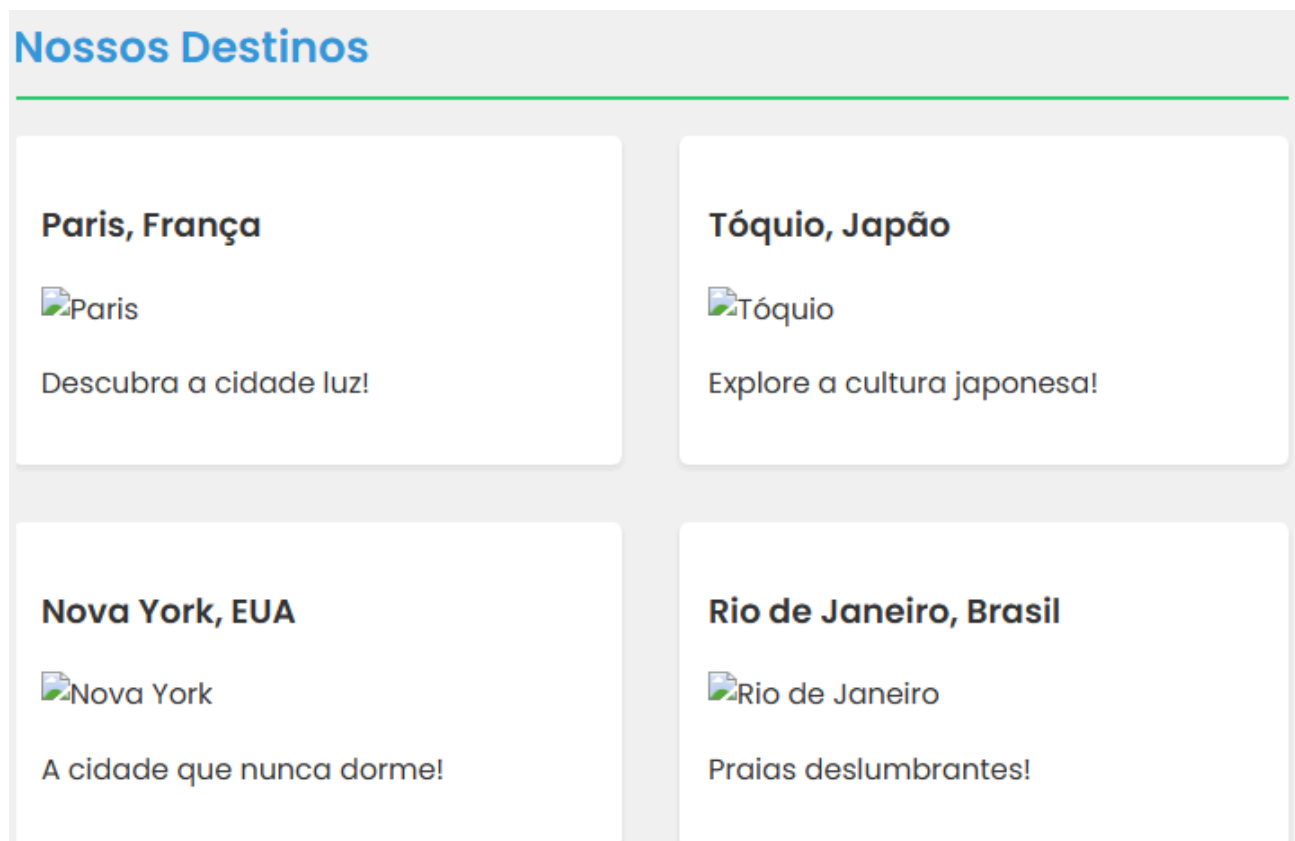 Nossos Destinos
Paris, França
Paris
Descubra a cidade luz!
Tóquio, Japão
Tóquio
Explore a cultura japonesa!
Nova York, EUA
Nova York
A cidade que nunca dorme!
Rio de Janeiro, Brasil
Rio de Janeiro
Praias deslumbrantes!